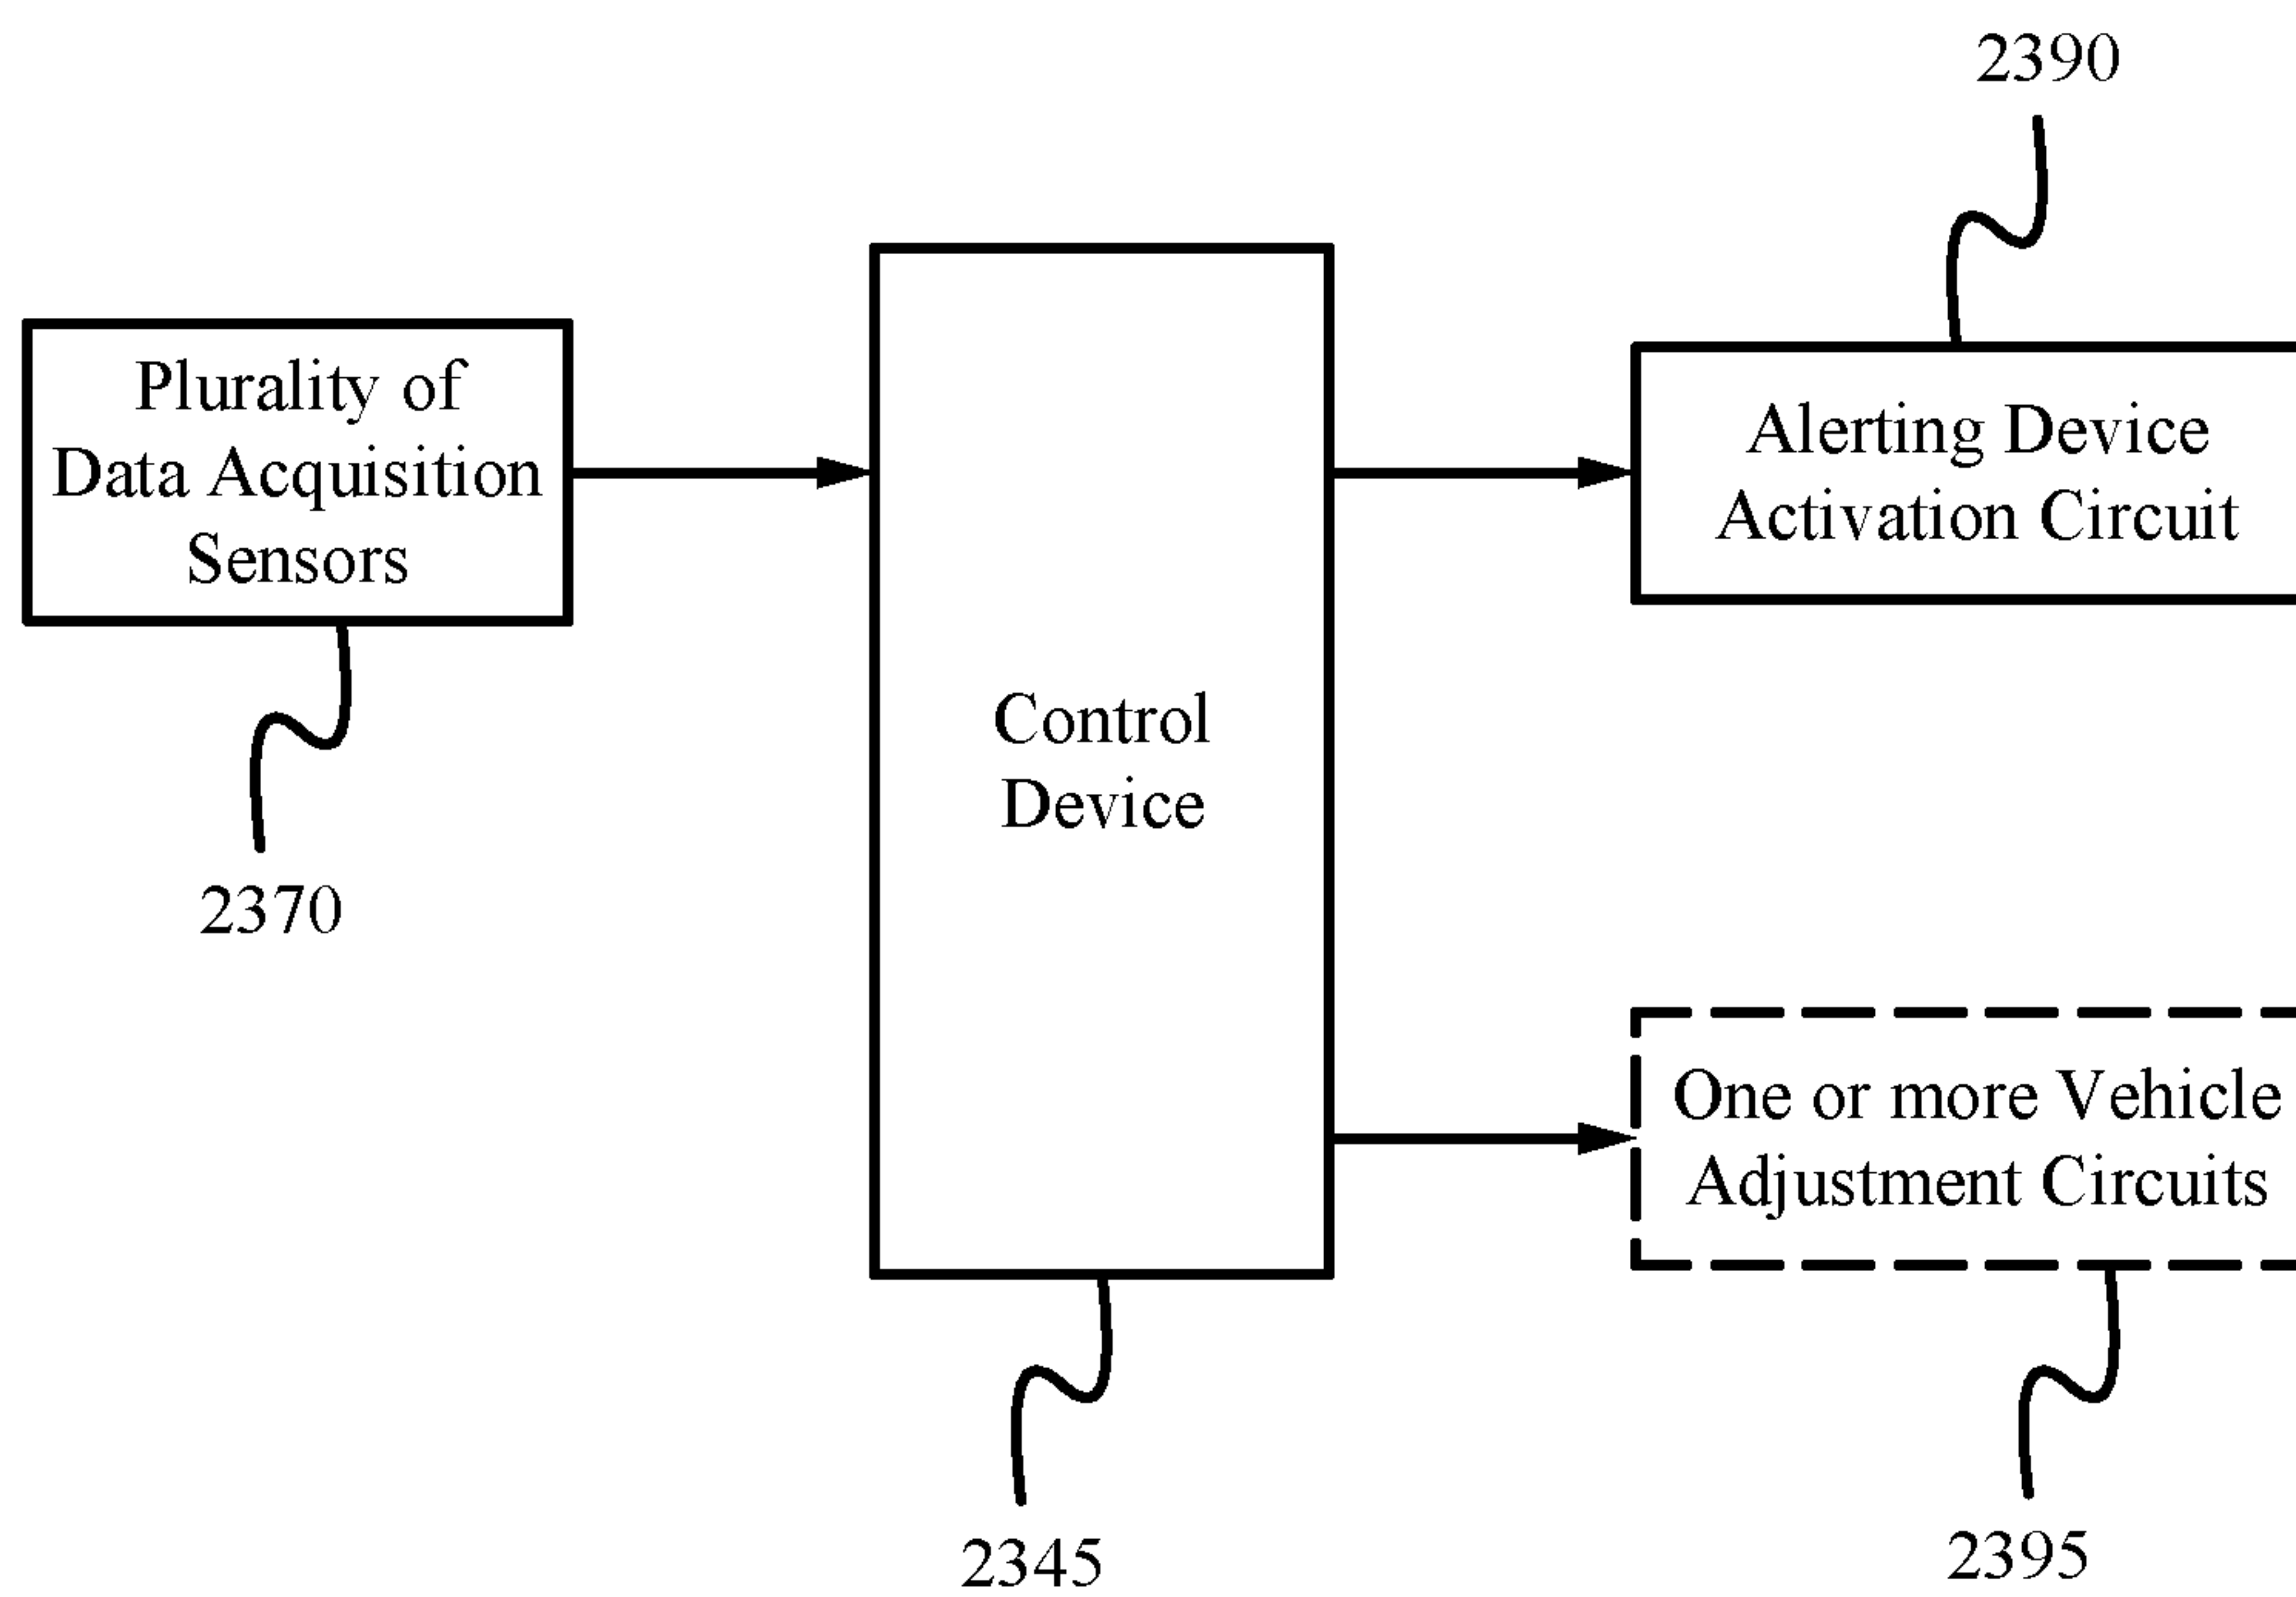 2390
Plurality of
Data Acquisition
Sensors
Alerting Device
Activation Circuit
Control
Device
2370
One or more Vehicle
Adjustment Circuits
2345
2395